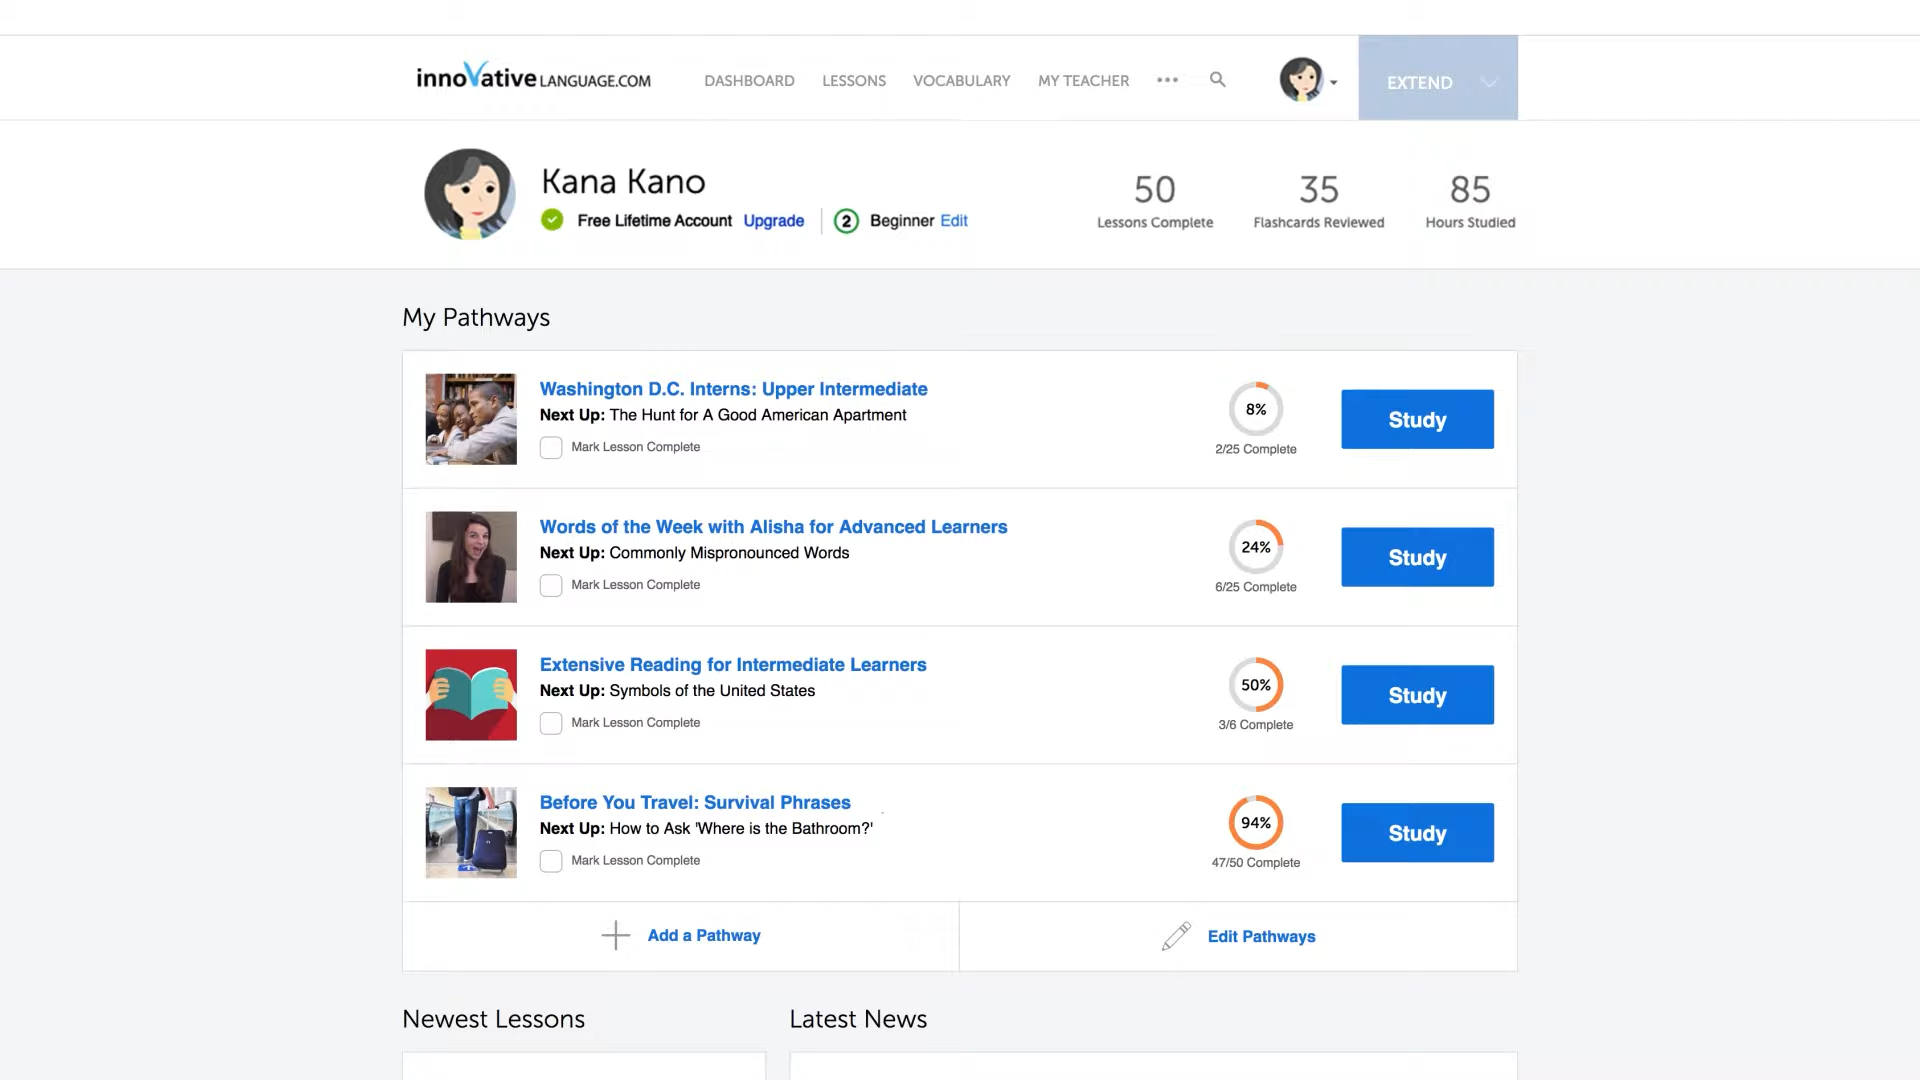 innoVative LANGUAGE.COM
DASHBOARD
LESSONS
VOCABULARY
MY TEACHER
EXTEND
Kana Kano
Free Lifetime Account Upgrade
2 Beginner Edit
50
Lessons Complete
35
Flashcards Reviewed
85
Hours Studied
My Pathways
Washington D.C. Interns: Upper Intermediate
Next Up: The Hunt for A Good American Apartment
Mark Lesson Complete
8%
2/25 Complete
Study
Words of the Week with Alisha for Advanced Learners
Next Up: Commonly Mispronounced Words
Mark Lesson Complete
24%
6/25 Complete
Study
Extensive Reading for Intermediate Learners
Next Up: Symbols of the United States
Mark Lesson Complete
50%
3/6 Complete
Study
Before You Travel: Survival Phrases
Next Up: How to Ask 'Where is the Bathroom?'
Mark Lesson Complete
94%
47/50 Complete
Study
Add a Pathway
Edit Pathways
Newest Lessons
Latest News